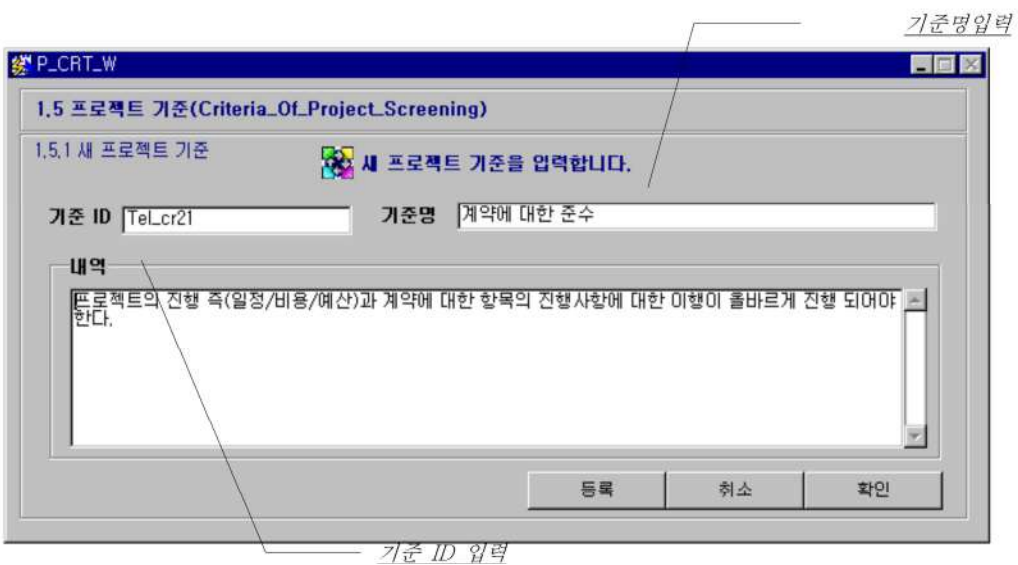 기준명입력
P_CRT_W
1.5 프로젝트 기준(Criteria_Of_Project_Screening)
1.5.1 새 프로젝트 기준
새 프로젝트 기준을 입력합니다.
기준 ID Tel_cr21 기준명 계약에 대한 준수
내역
프로젝트의 진행 즉(일정/비용/예산)과 계약에 대한 항목의 진행사항에 대한 이행이 올바르게 진행 되어야
한다.
등록 취소 확인
기준 ID 입력